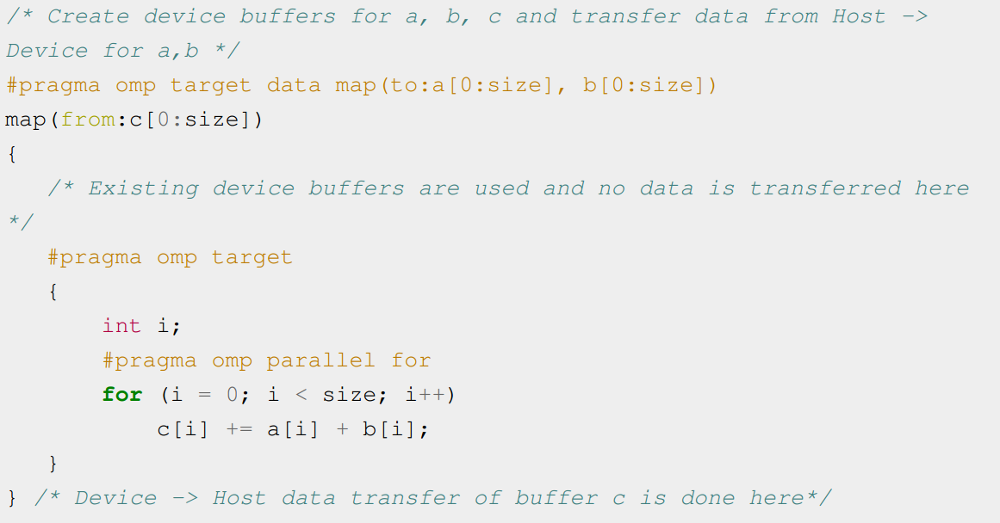 /* Create device buffers for a, b, c and transfer data from Host ->
Device for a,b */
#pragma omp target data map(to:a[0:size], b[0:size])
map(from:c[0:size])
{
/* Existing device buffers are used and no data is transferred here
*/
#pragma omp target
{
int i;
#pragma omp parallel for
for (i = 0; i < size; i++)
c[i] += a[i] + b[i];
}
} /* Device -> Host data transfer of buffer c is done here*/